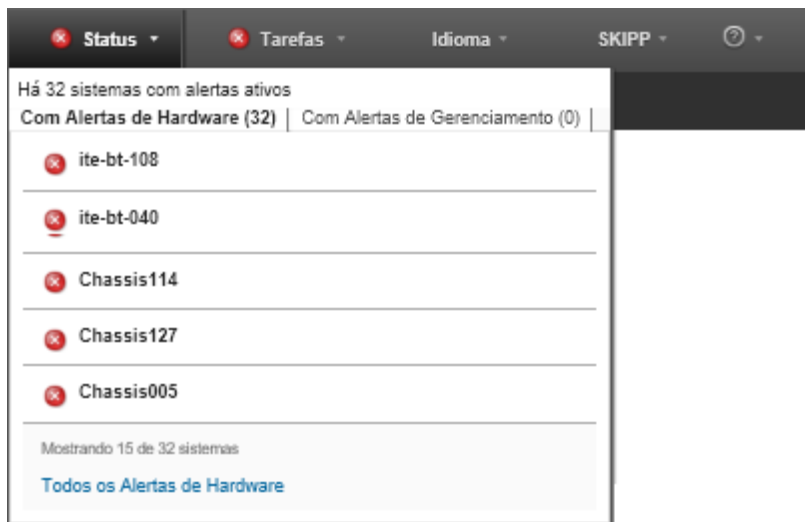 Status Tarefas Idioma SKIPP
Há 32 sistemas com alertas ativos
Com Alertas de Hardware (32) | Com Alertas de Gerenciamento (0) |
ite-bt-108
ite-bt-040
Chassis114
Chassis127
Chassis005
Mostrando 15 de 32 sistemas
Todos os Alertas de Hardware